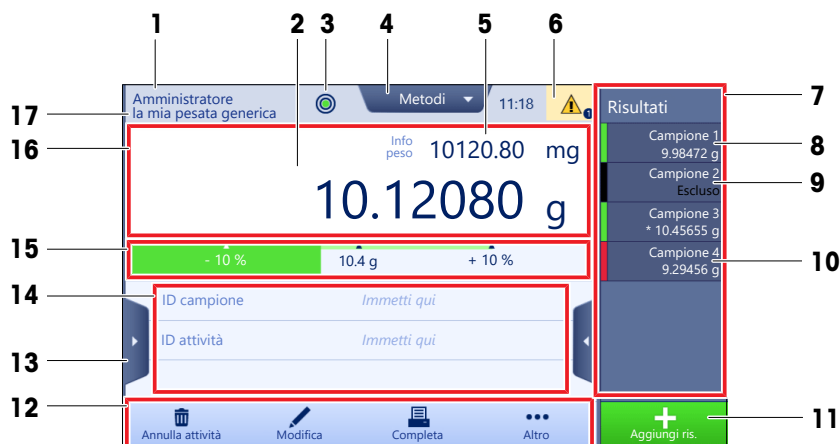 1
2
3
4
5
6
7
8
9
10
11
12
13
14
15
16
17
Amministratore
la mia pesata generica
Metodi
11:18
1
Info
peso
10120.80 mg
10.12080 g
- 10 %
10.4 g
+ 10 %
ID campione
Immetti qui
ID attività
Immetti qui
Annulla attività
Modifica
Completa
Altro
Risultati
Campione 1
9.98472 g
Campione 2
Escluso
Campione 3
* 10.45655 g
Campione 4
9.29456 g
Aggiungi ris.